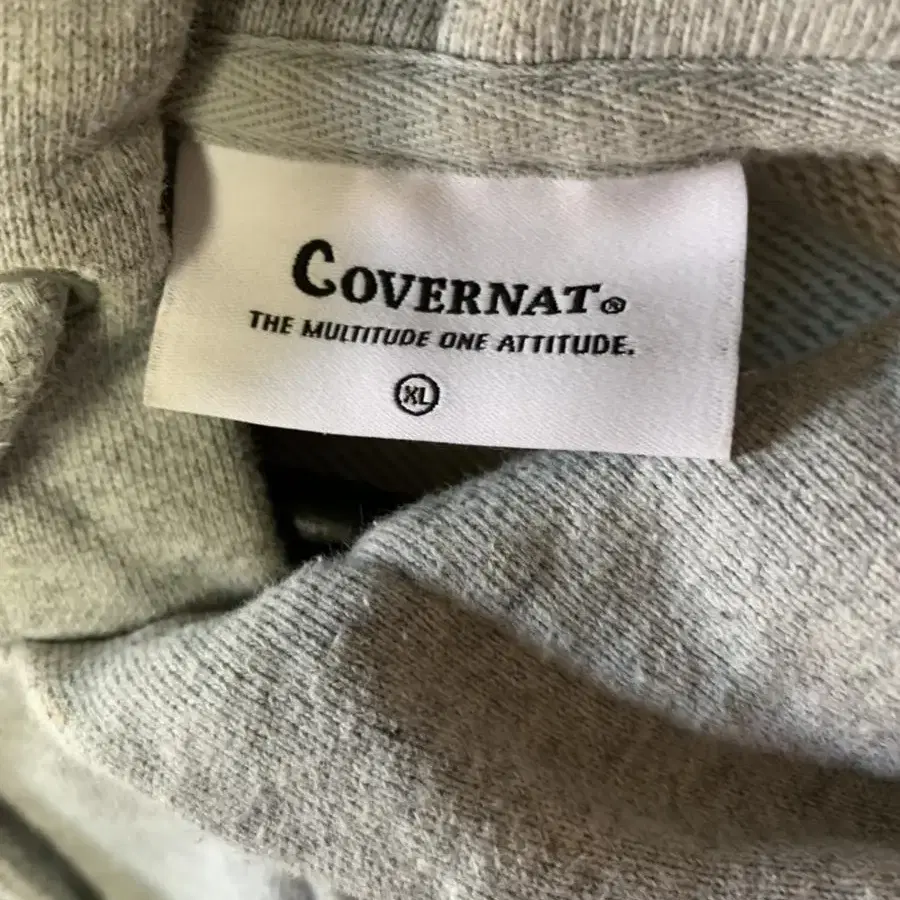 COVERNAT®
THE MULTITUDE ONE ATTITUDE.
XL